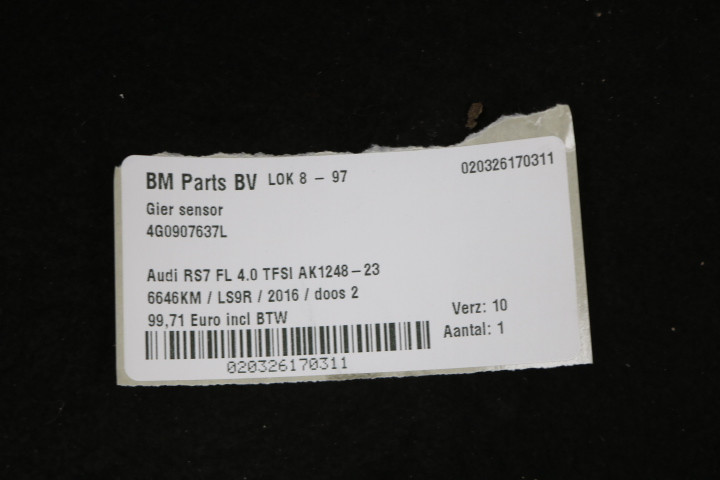 BM Parts BV LOK 8 - 97 020326170311
Gier sensor
4G0907637L
Audi RS7 FL 4.0 TFSI AK1248-23
6646KM / LS9R / 2016 / doos 2
99,71 Euro incl BTW Verz: 10
Aantal: 1
020326170311